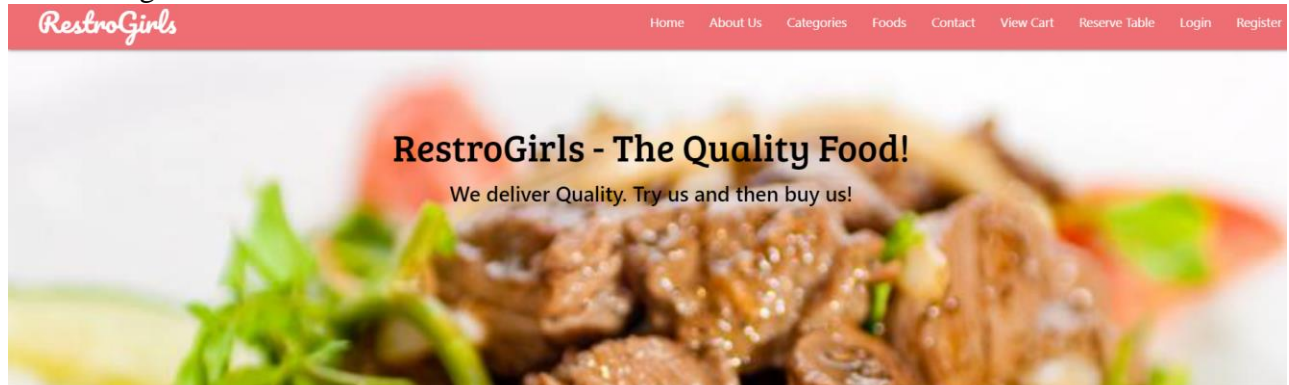 RestroGirls
Home About Us Categories Foods Contact View Cart Reserve Table Login Register
RestroGirls - The Quality Food!
We deliver Quality. Try us and then buy us!